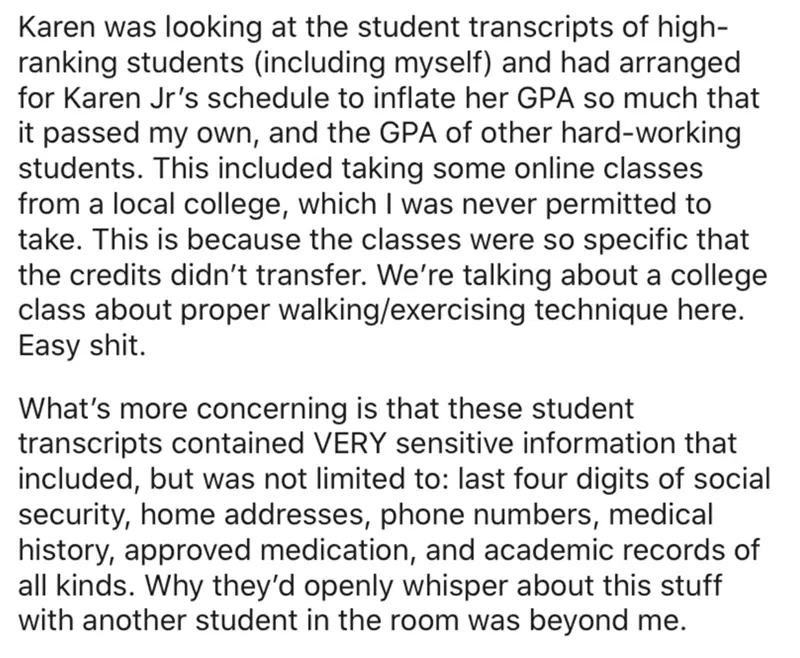 Karen was looking at the student transcripts of high-
ranking students (including myself) and had arranged
for Karen Jr’s schedule to inflate her GPA so much that
it passed my own, and the GPA of other hard-working
students. This included taking some online classes
from a local college, which I was never permitted to
take. This is because the classes were so specific that
the credits didn’t transfer. We’re talking about a college
class about proper walking/exercising technique here.
Easy shit.
What’s more concerning is that these student
transcripts contained VERY sensitive information that
included, but was not limited to: last four digits of social
security, home addresses, phone numbers, medical
history, approved medication, and academic records of
all kinds. Why they’d openly whisper about this stuff
with another student in the room was beyond me.